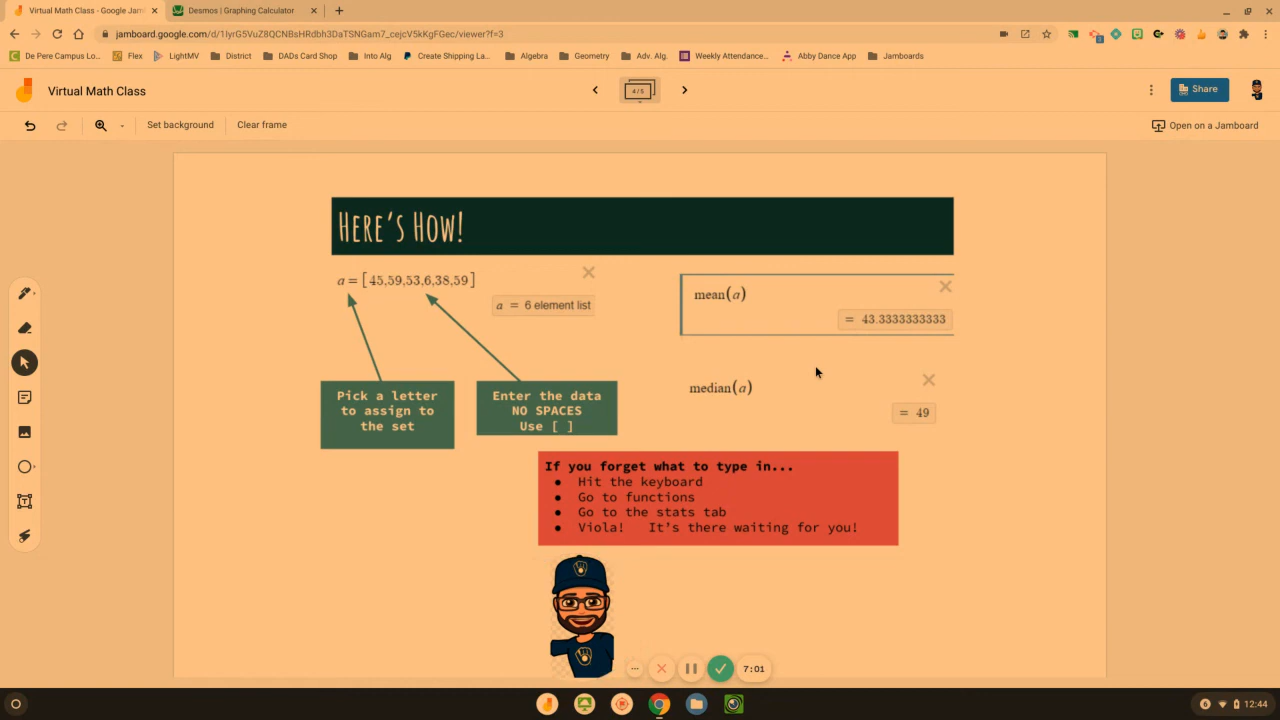 Virtual Math Class - Google Jam
Desmos | Graphing Calculator
jamboard.google.com/d/1IyrG5VuZ8QCNBsHRdbh3DaTSNGam7_cejcV5kKgFGec/viewer?f=3
De Pere Campus Lo...
Flex
LightMV
District
DADs Card Shop
Into Alg
Create Shipping La...
Algebra
Geometry
Adv. Alg.
Weekly Attendance...
Abby Dance App
Jamboards
Virtual Math Class
4/5
Share
Set background
Clear frame
Open on a Jamboard
HERE'S HOW!
a = [45,59,53,6,38,59]
a = 6 element list
mean(a)
= 43.3333333333
median(a)
= 49
Pick a letter
to assign to
the set
Enter the data
NO SPACES
Use [ ]
If you forget what to type in...
● Hit the keyboard
● Go to functions
● Go to the stats tab
● Viola! It's there waiting for you!
7:01
6
12:44